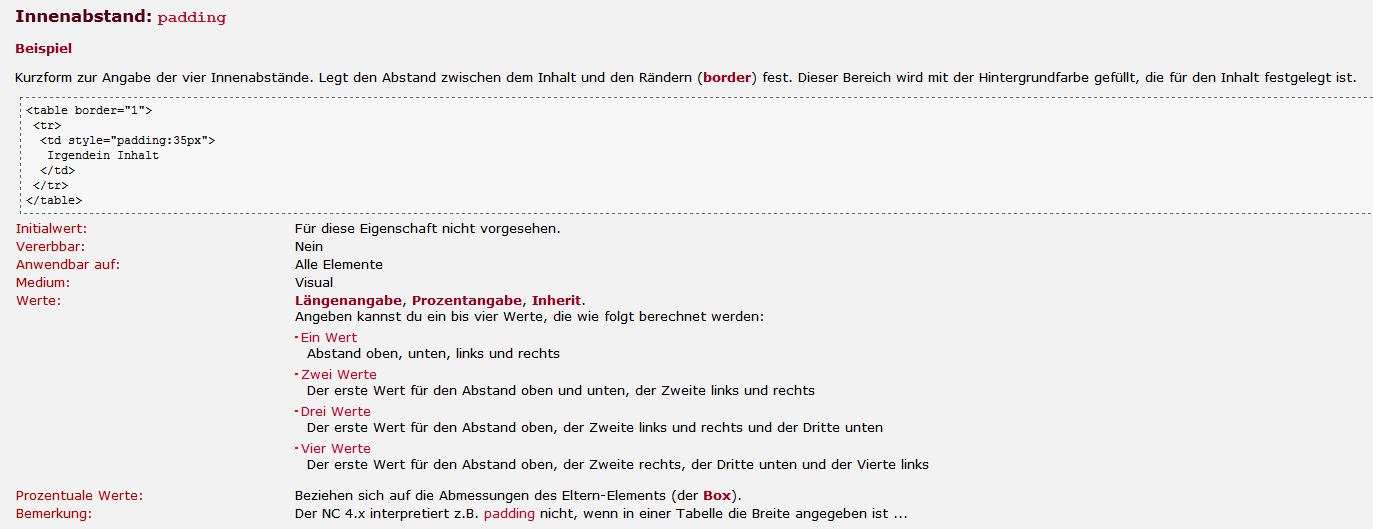 Innenabstand: padding
Beispiel
Kurzform zur Angabe der vier Innenabstände. Legt den Abstand zwischen dem Inhalt und den Rändern (border) fest. Dieser Bereich wird mit der Hintergrundfarbe gefüllt, die für den Inhalt festgelegt ist.
<table border="1">
<tr>
<td style="padding:35px">
Irgendein Inhalt
</td>
</tr>
</table>
Initialwert: Für diese Eigenschaft nicht vorgesehen.
Vererbbar: Nein
Anwendbar auf: Alle Elemente
Medium: Visual
Werte: Längenangabe, Prozentangabe, Inherit.
Angeben kannst du ein bis vier Werte, die wie folgt berechnet werden:
Ein Wert
Abstand oben, unten, links und rechts
Zwei Werte
Der erste Wert für den Abstand oben und unten, der Zweite links und rechts
Drei Werte
Der erste Wert für den Abstand oben, der Zweite links und rechts und der Dritte unten
Vier Werte
Der erste Wert für den Abstand oben, der Zweite rechts, der Dritte unten und der Vierte links
Prozentuale Werte: Beziehen sich auf die Abmessungen des Eltern-Elements (der Box).
Bemerkung: Der NC 4.x interpretiert z.B. padding nicht, wenn in einer Tabelle die Breite angegeben ist ...